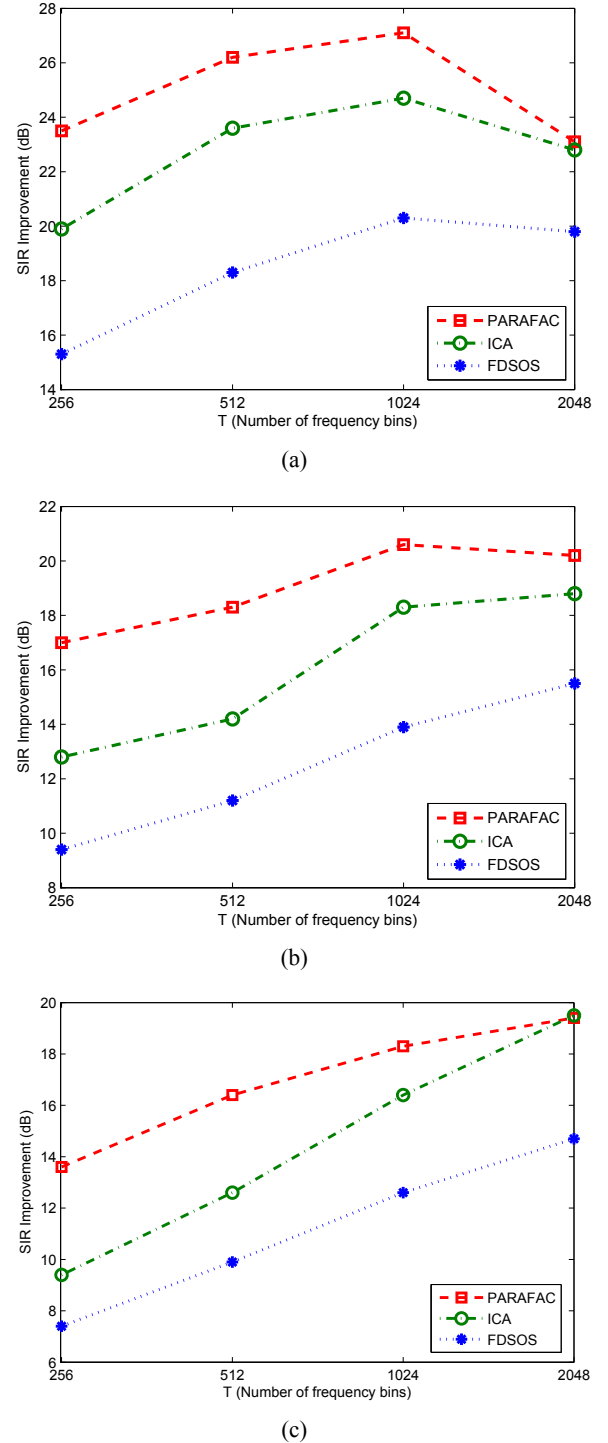 28
26
24
22
20
18
16
14
SIR Improvement (dB)
PARAFAC
ICA
FDSOS
256 512 1024 2048
T (Number of frequency bins)
(a)
22
20
18
16
14
12
10
8
SIR Improvement (dB)
PARAFAC
ICA
FDSOS
256 512 1024 2048
T (Number of frequency bins)
(b)
20
18
16
14
12
10
8
6
SIR Improvement (dB)
PARAFAC
ICA
FDSOS
256 512 1024 2048
T (Number of frequency bins)
(c)